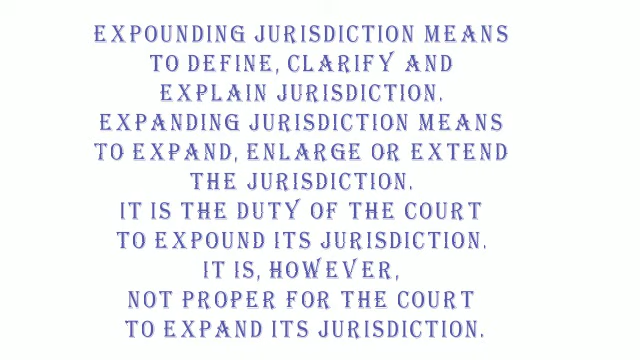 EXPOUNDING JURISDICTION MEANS
TO DEFINE, CLARIFY AND
EXPLAIN JURISDICTION.
EXPANDING JURISDICTION MEANS
TO EXPAND, ENLARGE OR EXTEND
THE JURISDICTION.
IT IS THE DUTY OF THE COURT
TO EXPOUND ITS JURISDICTION.
IT IS, HOWEVER,
NOT PROPER FOR THE COURT
TO EXPAND ITS JURISDICTION.